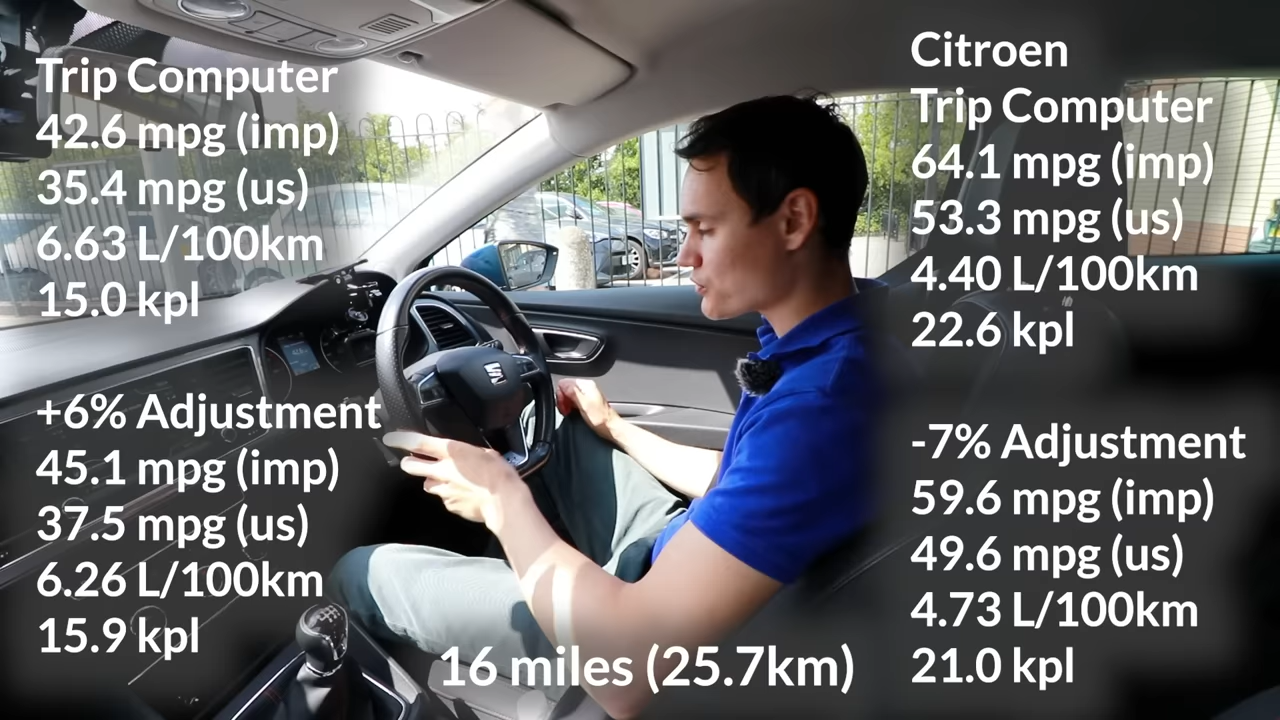 Trip Computer
42.6 mpg (imp)
35.4 mpg (us)
6.63 L/100km
15.0 kpl
+6% Adjustment
45.1 mpg (imp)
37.5 mpg (us)
6.26 L/100km
15.9 kpl
16 miles (25.7km)
Citroen
Trip Computer
64.1 mpg (imp)
53.3 mpg (us)
4.40 L/100km
22.6 kpl
-7% Adjustment
59.6 mpg (imp)
49.6 mpg (us)
4.73 L/100km
21.0 kpl